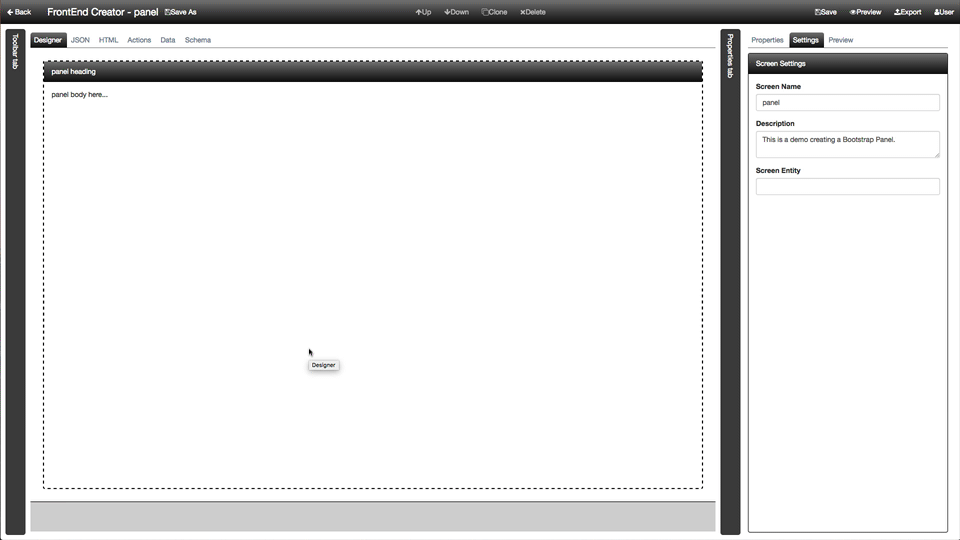 Back FrontEnd Creator - panel Save As Up Down Clone Delete Save Preview Export User
Toolbar tab
Designer JSON HTML Actions Data Schema
panel heading
panel body here...
Designer
Properties tab
Properties Settings Preview
Screen Settings
Screen Name
panel
Description
This is a demo creating a Bootstrap Panel.
Screen Entity